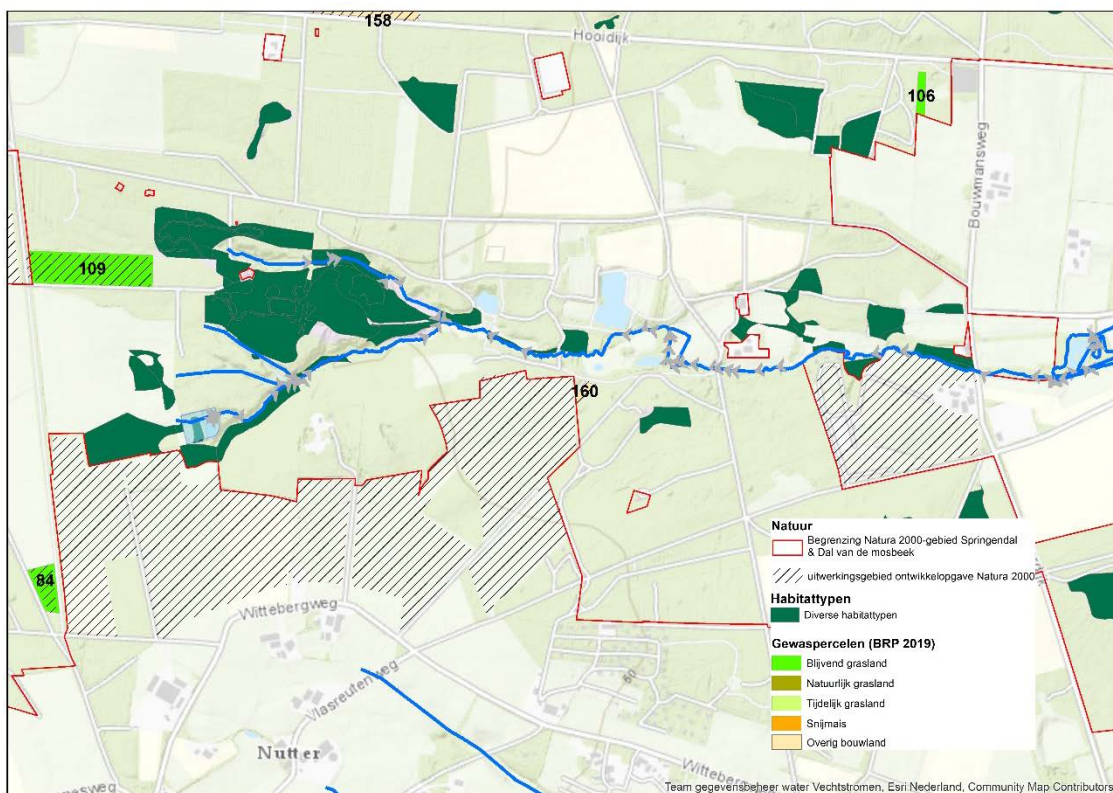 158
Hooidijk
106
Bouwmansweg
109
160
84
Wittebergweg
Vlasreutenweg
Nutter
60
Natuur
Begrenzing Natura 2000-gebied Springendal
& Dal van de mosbeek
uitwerkingsgebied ontwikkelopgave Natura 2000
Habitattypen
Diverse habitattypen
Gewaspercelen (BRP 2019)
Blijvend grasland
Natuurlijk grasland
Tijdelijk grasland
Snijmais
Overig bouwland
Team gegevensbeheer water Vechtstromen, Esri Nederland, Community Map Contributors